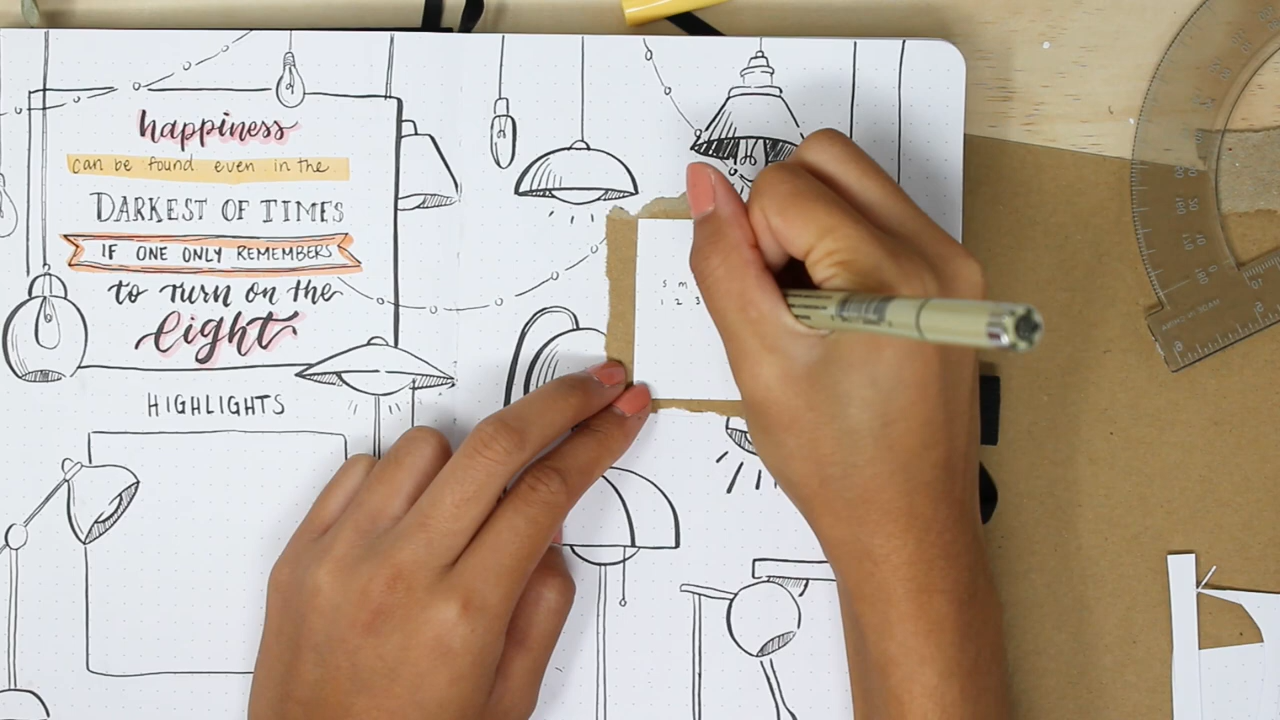 happiness
can be found even in the
DARKEST OF TIMES
IF ONE ONLY REMEMBERS
to turn on the
light
HIGHLIGHTS
S M
1 2 3